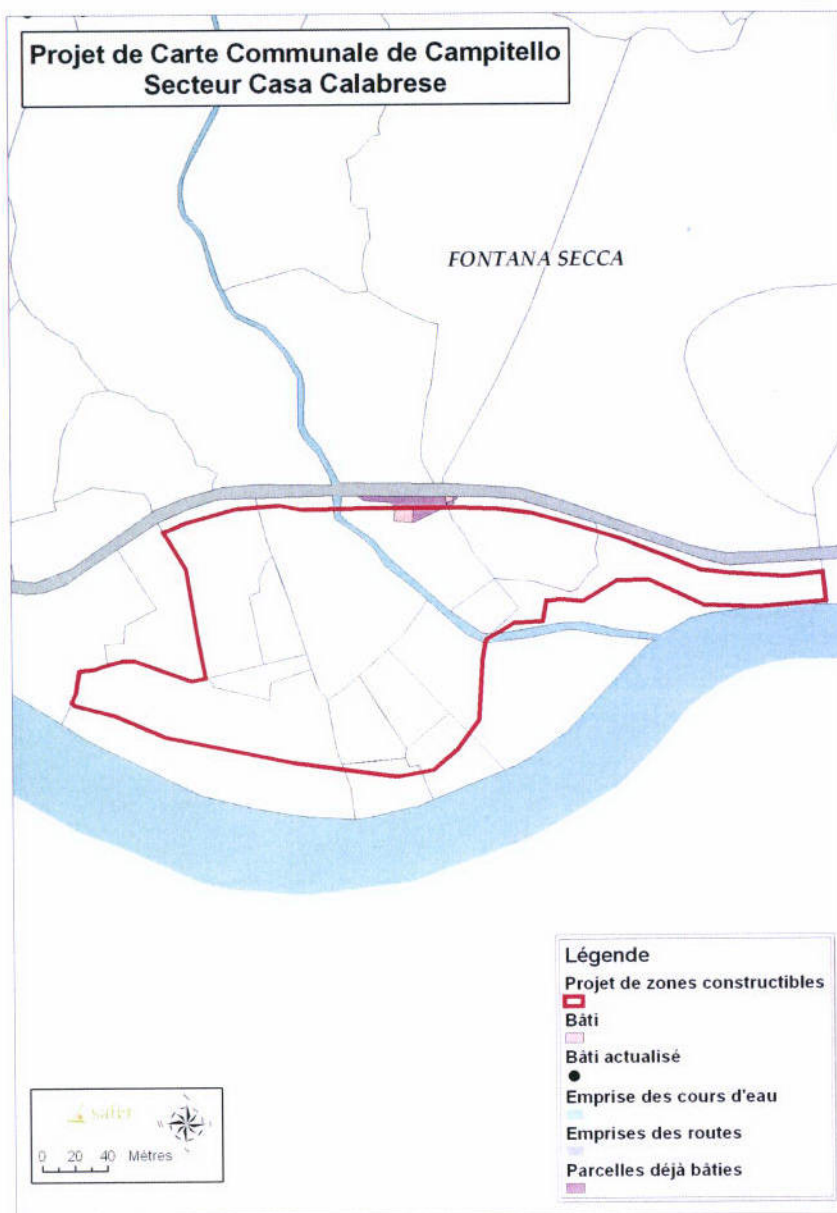 Projet de Carte Communale de Campitello
Secteur Casa Calabrese
FONTANA SECCA
Légende
Projet de zones constructibles
Bâti
Bâti actualisé
Emprise des cours d'eau
Emprises des routes
Parcelles déjà bâties
safer
0 20 40 Mètres